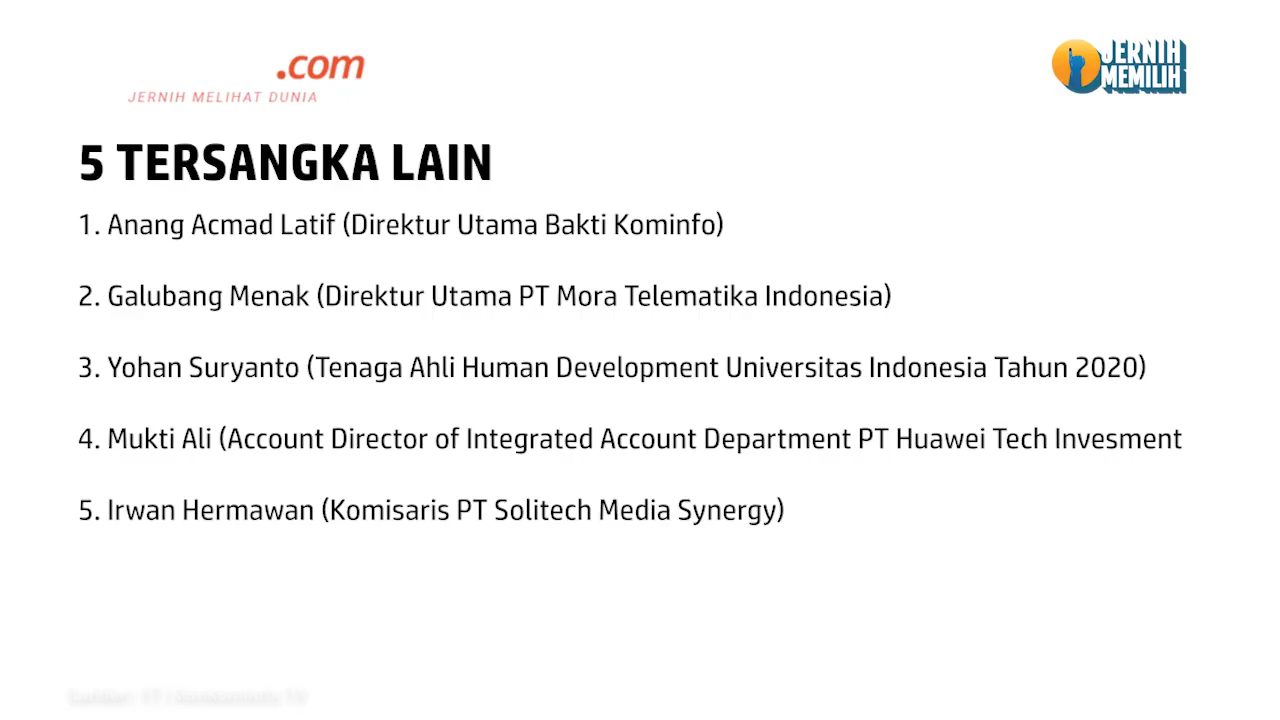 .com
JERNIH MELIHAT DUNIA
JERNIH
MEMILIH
5 TERSANGKA LAIN
1. Anang Acmad Latif (Direktur Utama Bakti Kominfo)
2. Galubang Menak (Direktur Utama PT Mora Telematika Indonesia)
3. Yohan Suryanto (Tenaga Ahli Human Development Universitas Indonesia Tahun 2020)
4. Mukti Ali (Account Director of Integrated Account Department PT Huawei Tech Invesment
5. Irwan Hermawan (Komisaris PT Solitech Media Synergy)